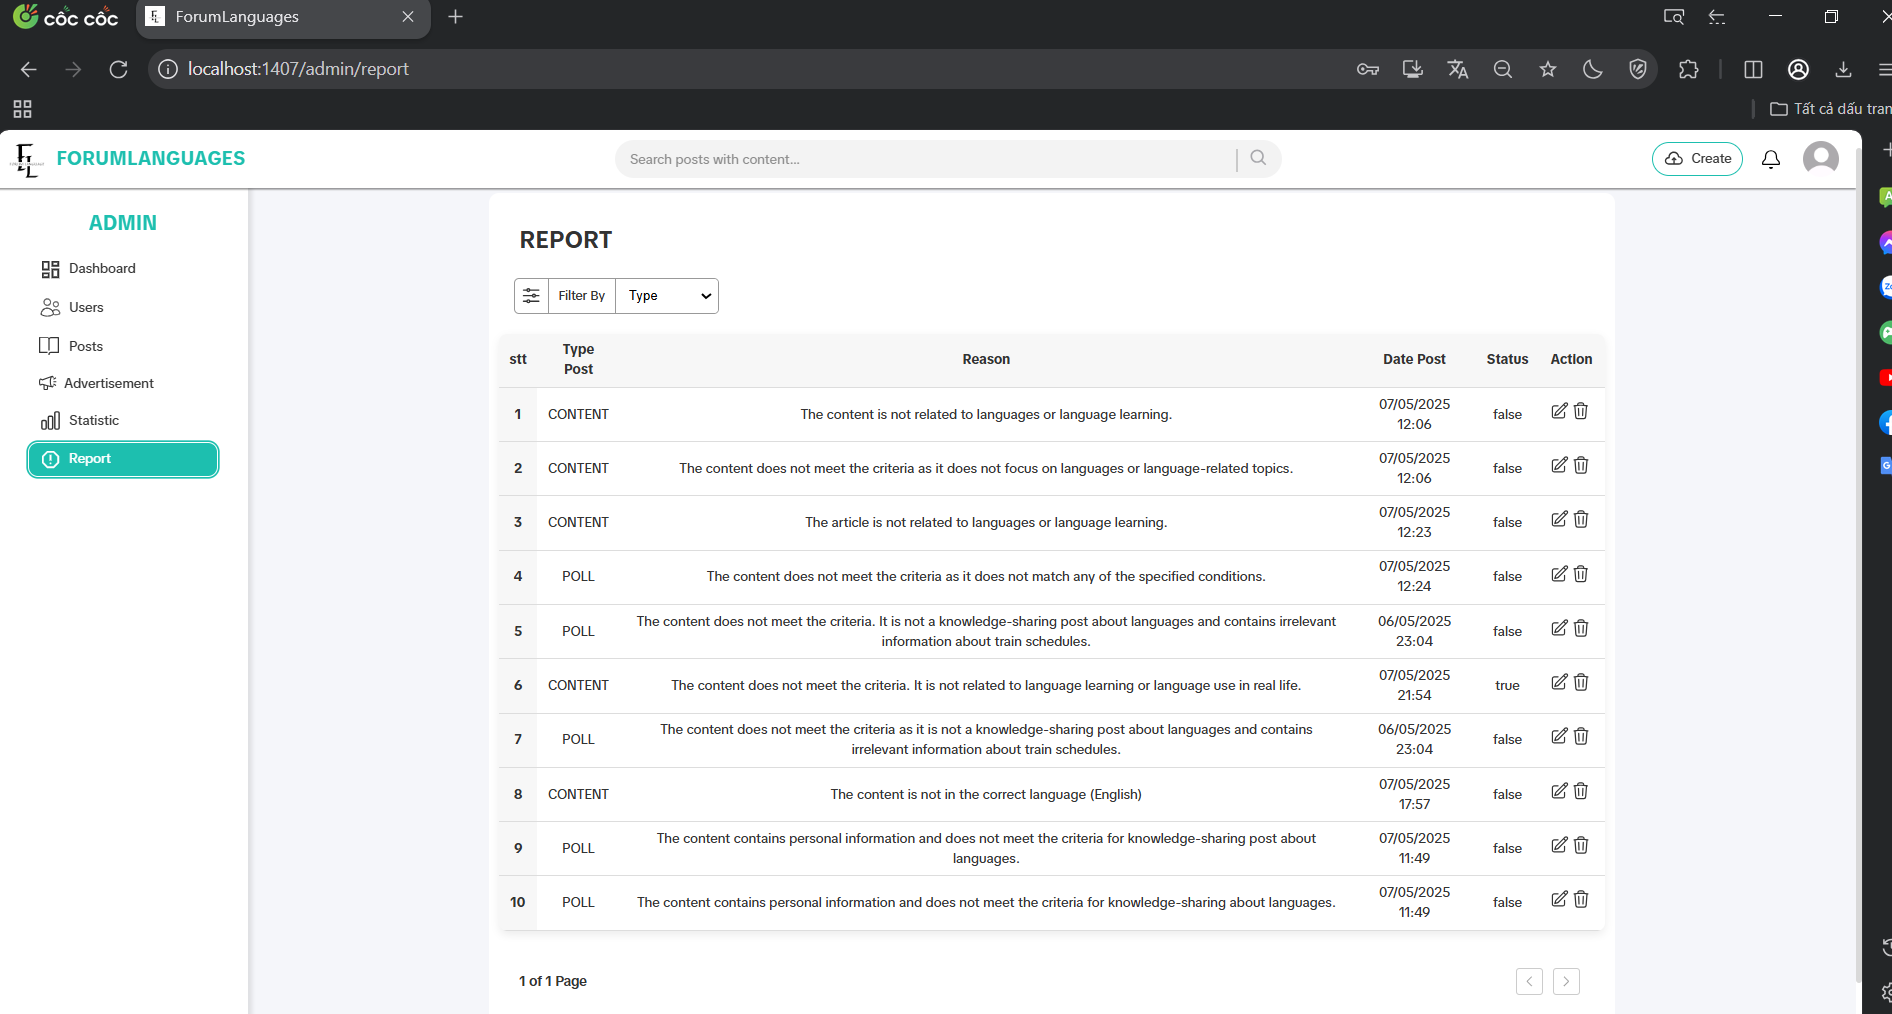 cốc cốc
ForumLanguages
localhost:1407/admin/report
Tất cả dấu tran
FORUMLANGUAGES
Search posts with content...
Create
ADMIN
Dashboard
Users
Posts
Advertisement
Statistic
Report
REPORT
Filter By
Type
stt
Type
Post
Reason
Date Post
Status
Action
1
CONTENT
The content is not related to languages or language learning.
07/05/2025
12:06
false
2
CONTENT
The content does not meet the criteria as it does not focus on languages or language-related topics.
07/05/2025
12:06
false
3
CONTENT
The article is not related to languages or language learning.
07/05/2025
12:23
false
4
POLL
The content does not meet the criteria as it does not match any of the specified conditions.
07/05/2025
12:24
false
5
POLL
The content does not meet the criteria. It is not a knowledge-sharing post about languages and contains irrelevant
information about train schedules.
06/05/2025
23:04
false
6
CONTENT
The content does not meet the criteria. It is not related to language learning or language use in real life.
07/05/2025
21:54
true
7
POLL
The content does not meet the criteria as it is not a knowledge-sharing post about languages and contains
irrelevant information about train schedules.
06/05/2025
23:04
false
8
CONTENT
The content is not in the correct language (English)
07/05/2025
17:57
false
9
POLL
The content contains personal information and does not meet the criteria for knowledge-sharing post about
languages.
07/05/2025
11:49
false
10
POLL
The content contains personal information and does not meet the criteria for knowledge-sharing about languages.
07/05/2025
11:49
false
1 of 1 Page